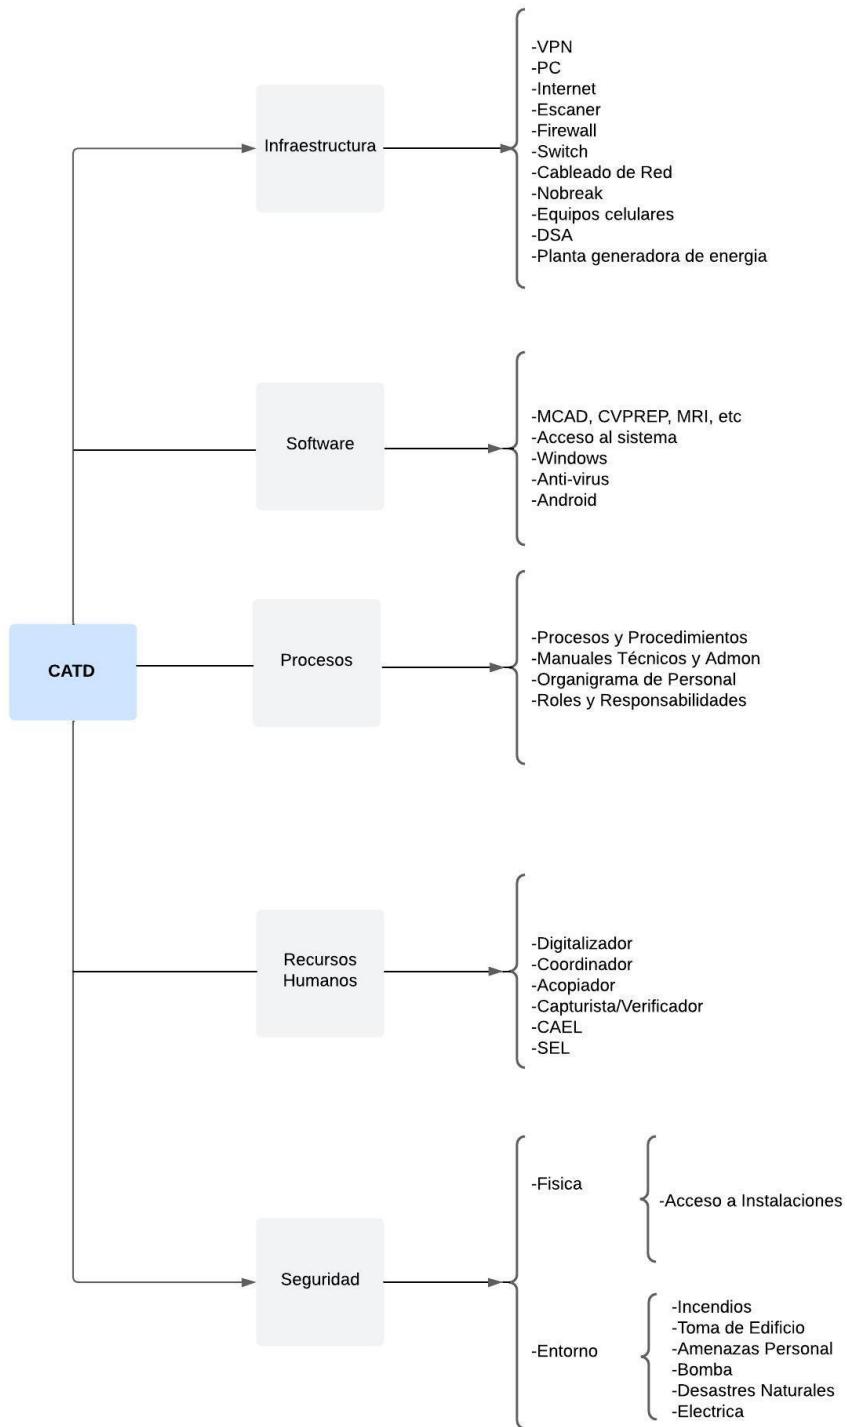 CATD
Infraestructura
-VPN
-PC
-Internet
-Escaner
-Firewall
-Switch
-Cableado de Red
-Nobreak
-Equipos celulares
-DSA
-Planta generadora de energia
Software
-MCAD, CVPREP, MRI, etc
-Acceso al sistema
-Windows
-Anti-virus
-Android
Procesos
-Procesos y Procedimientos
-Manuales Técnicos y Admon
-Organigrama de Personal
-Roles y Responsabilidades
Recursos
Humanos
-Digitalizador
-Coordinador
-Acopiador
-Capturista/Verificador
-CAEL
-SEL
Seguridad
-Fisica
-Acceso a Instalaciones
-Entorno
-Incendios
-Toma de Edificio
-Amenazas Personal
-Bomba
-Desastres Naturales
-Electrica